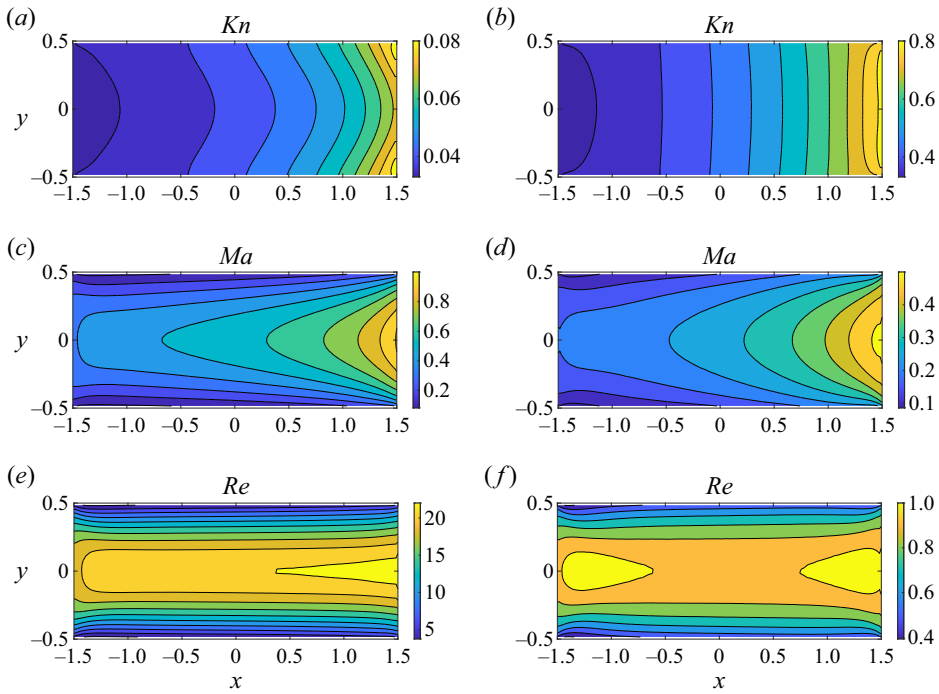 (a) Kn (b) Kn
0.5 0.08 0.8
y 0 0.06 0 0.6
0.04 0.4
−0.5 −0.5
−1.5 −1.0 −0.5 0 0.5 1.0 1.5 −1.5 −1.0 −0.5 0 0.5 1.0 1.5
(c) Ma (d) Ma
0.5 0.5
0.8 0.4
y 0 0.6 0 0.3
0.4 0.2
0.2 0.1
−0.5 −0.5
−1.5 −1.0 −0.5 0 0.5 1.0 1.5 −1.5 −1.0 −0.5 0 0.5 1.0 1.5
(e) Re (f) Re
0.5 20 0.5 1.0
15 0.8
y 0 0
10 0.6
5 0.4
−0.5 −0.5
−1.5 −1.0 −0.5 0 0.5 1.0 1.5 −1.5 −1.0 −0.5 0 0.5 1.0 1.5
x x